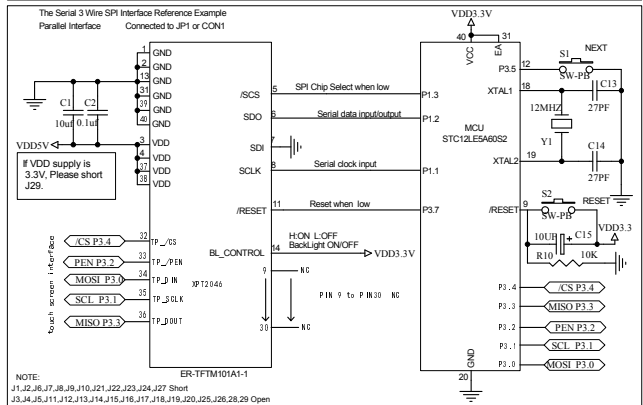 The Serial 3 Wire SPI Interface Reference Example
Parallel Interface Connected to JP1 or CON1
VDD3.3V
40 31
VCC
EA
1 GND
2 GND
13 GND
31 GND
39 GND
40 GND
3 VDD
4 VDD
37 VDD
38 VDD
C1 C2
10uf 0.1uf
VDD5V
If VDD supply is
3.3V, Please short
J29.
/SCS 5 SPI Chip Select when low P1.3
SDO 6 Serial data input/output P1.2
SDI 7
SCLK 8 Serial clock input P1.1
/RESET 11 Reset when low P3.7
H:ON L:OFF
BL_CONTROL 14 BackLight ON/OFF VDD3.3V
9 NC
PIN 9 to PIN30 NC
30 NC
touch screen interface
/CS P3.4 32 TP_/CS
PEN P3.2 33 TP_/PEN
MOSI P3.0 34 TP_DIN
SCL P3.1 35 TP_SCLK
MISO P3.3 36 TP_DOUT
XPT2046
ER-TFTM101A1-1
MCU
STC12LE5A60S2
P3.5 12 S1 NEXT
SW-PB
XTAL1 18 C13
27PF
12MHZ
Y1
XTAL2 19 C14
27PF
S2
/RESET 9 RESET
SW-PB
VDD3.3
10UF + C15
R10 10K
P3.4 /CS P3.4
P3.3 MISO P3.3
P3.2 PEN P3.2
P3.1 SCL P3.1
P3.0 MOSI P3.0
GND
20
NOTE:
J1,J2,J6,J7,J8,J9,J10,J21,J22,J23,J24,J27 Short
J3,J4,J5,J11,J12,J13,J14,J15,J16,J17,J18,J19,J20,J25,J26,28,29 Open